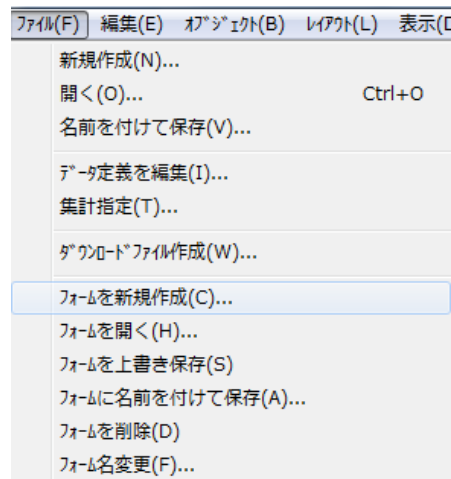 ﾌｧｲﾙ(F) 編集(E) ｵﾌﾞｼﾞｪｸﾄ(B) ﾚｲｱｳﾄ(L) 表示(D
新規作成(N)...
開く(O)... Ctrl+O
名前を付けて保存(V)...
ﾃﾞｰﾀ定義を編集(I)...
集計指定(T)...
ﾀﾞｳﾝﾛｰﾄﾞﾌｧｲﾙ作成(W)...
ﾌｫｰﾑを新規作成(C)...
ﾌｫｰﾑを開く(H)...
ﾌｫｰﾑを上書き保存(S)
ﾌｫｰﾑに名前を付けて保存(A)...
ﾌｫｰﾑを削除(D)
ﾌｫｰﾑ名変更(F)...